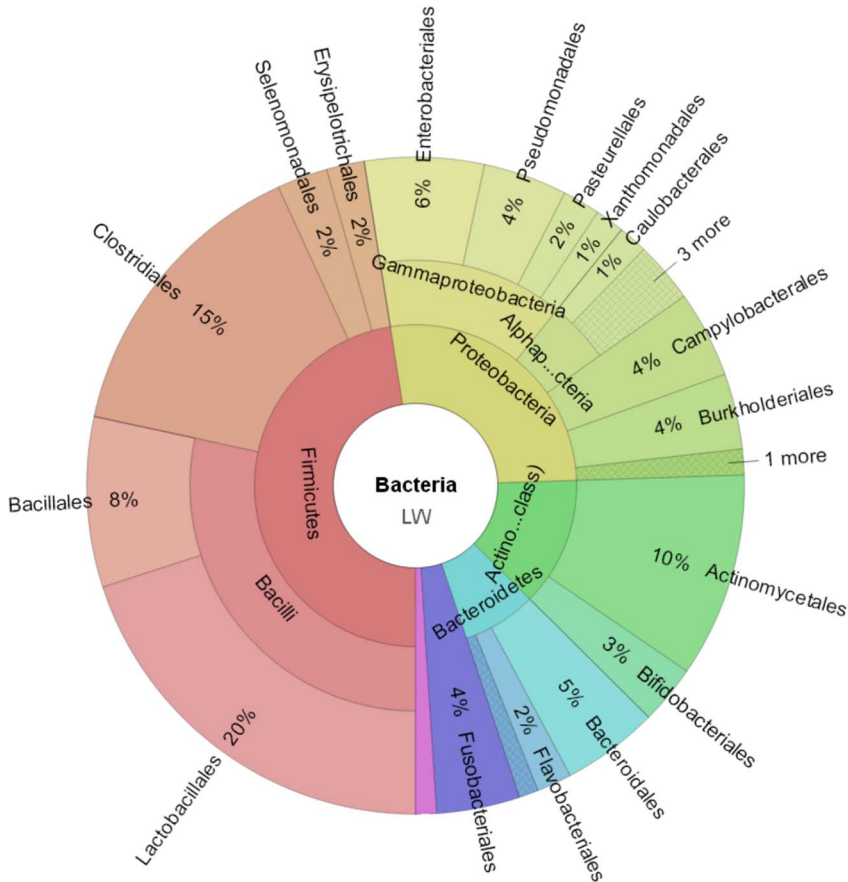 Enterobacteriales
6%
Pseudomonadales
4%
Pasteurellales
2%
Xanthomonadales
1%
Caulobacterales
1%
3 more
Campylobacterales
4%
Burkholderiales
4%
1 more
Actinomycetales
10%
Bifidobacteriales
3%
Bacteroidales
5%
Flavobacteriales
2%
Fusobacteriales
4%
Lactobacillales
20%
Bacillales
8%
Clostridiales
15%
Selenomonadales
2%
Erysipelotrichales
2%
Gammaproteobacteria
Alphap...cteria
Proteobacteria
Actino...class)
Bacteroidetes
Bacilli
Firmicutes
Bacteria
LW